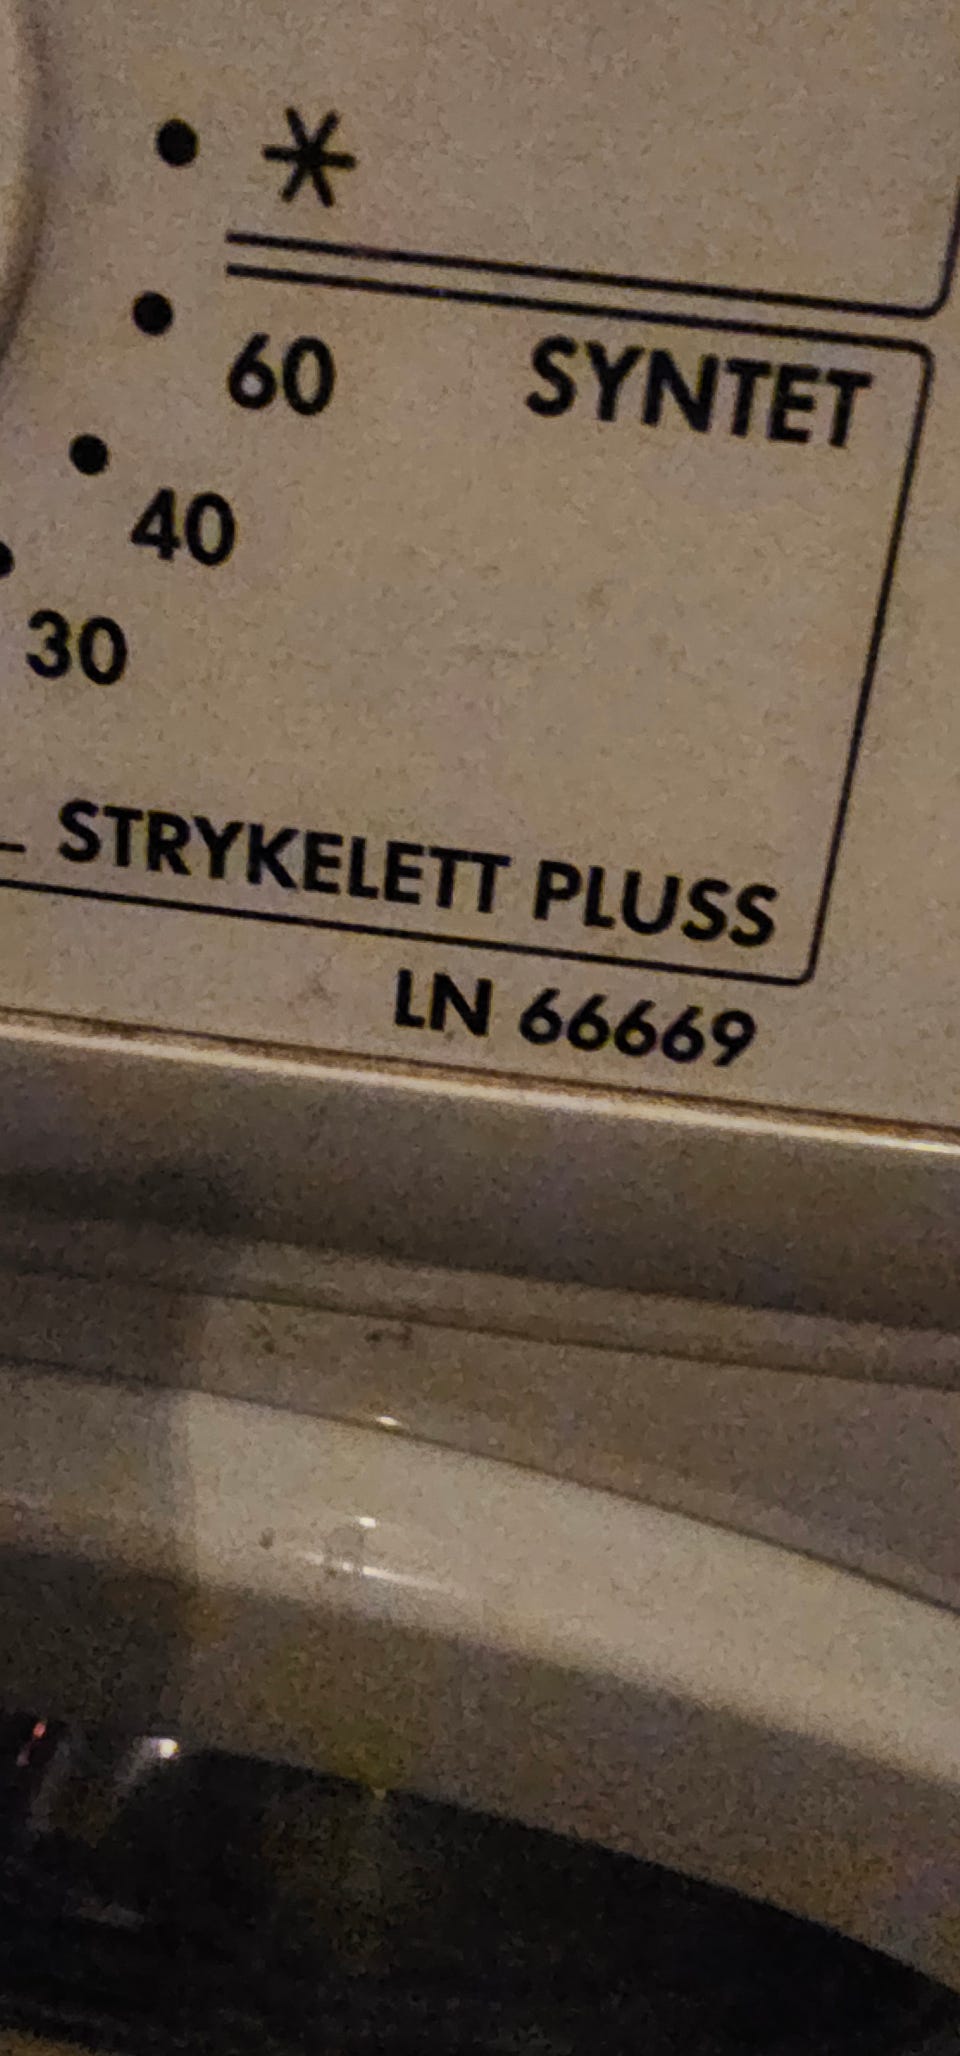 *
60 SYNTET
40
30
STRYKELETT PLUSS
LN 66669